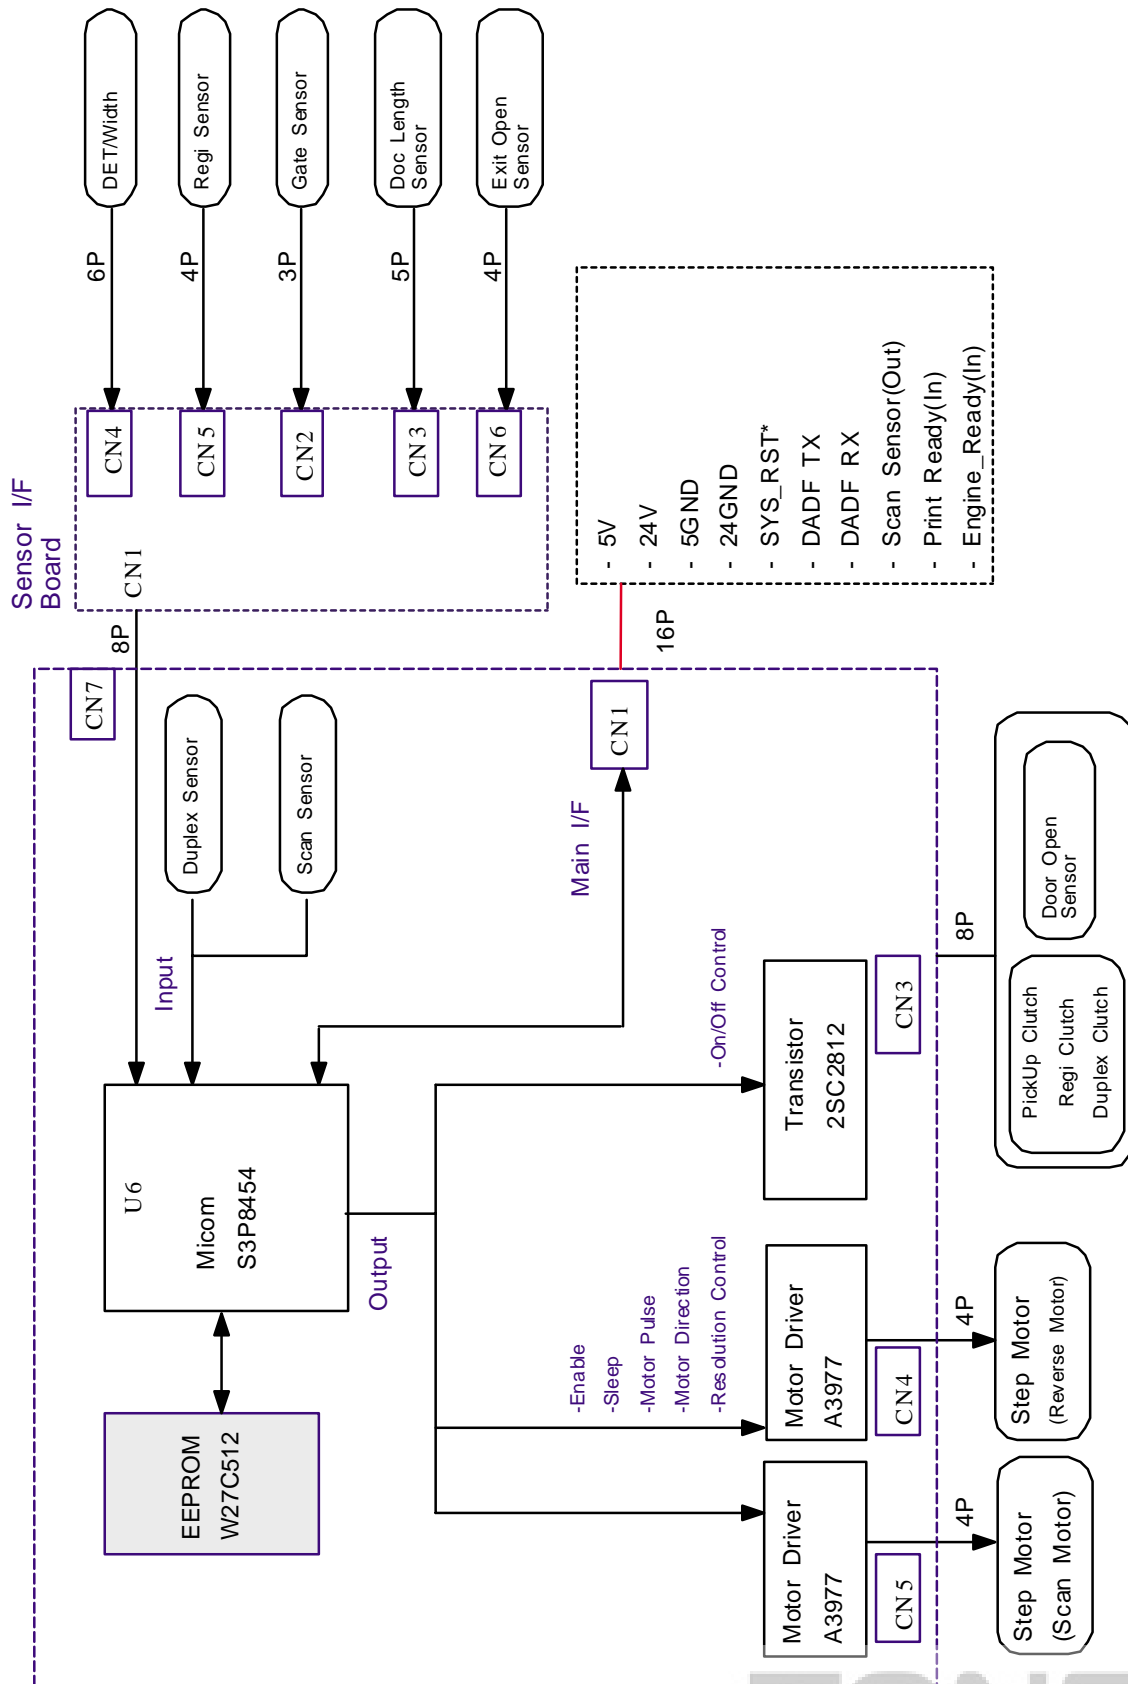 EEPROM
W27C512
U6
Micom
S3P8454
Input
Output
Duplex Sensor
Scan Sensor
CN7
8P
Sensor I/F
Board
CN1
CN4
CN5
CN2
CN3
CN6
6P
4P
3P
5P
4P
DET/Width
Regi Sensor
Gate Sensor
Doc Length
Sensor
Exit Open
Sensor
Main I/F
CN1
16P
- 5V
- 24V
- 5GND
- 24GND
- SYS_RST*
- DADF TX
- DADF RX
- Scan Sensor(Out)
- Print Ready(In)
- Engine_Ready(In)
-Enable
-Sleep
-Motor Pulse
-Motor Direction
-Resolution Control
-On/Off Control
Motor Driver
A3977
Motor Driver
A3977
Transistor
2SC2812
CN5
CN4
CN3
4P
4P
8P
Step Motor
(Scan Motor)
Step Motor
(Reverse Motor)
PickUp Clutch
Regi Clutch
Duplex Clutch
Door Open
Sensor